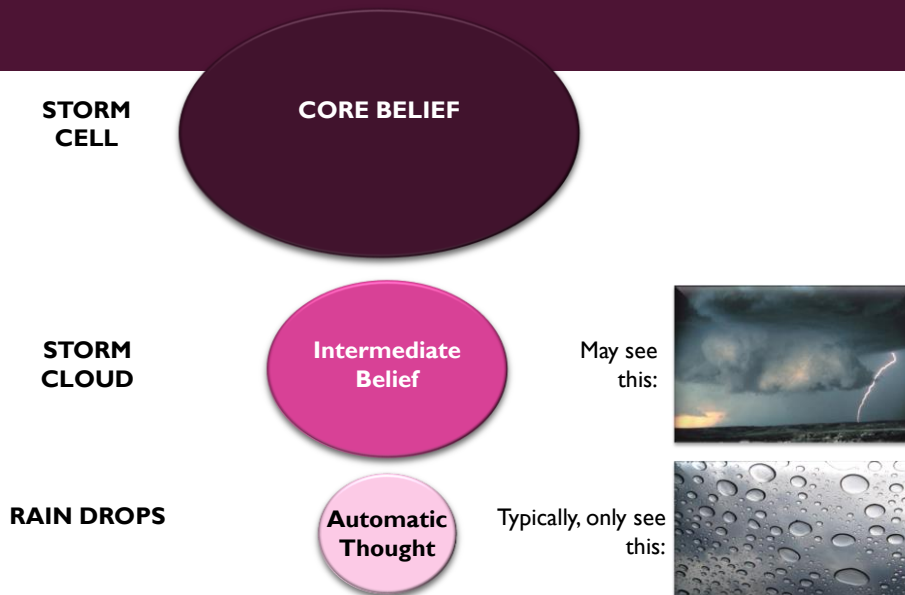 STORM
CELL
CORE BELIEF
STORM
CLOUD
Intermediate
Belief
May see
this:
RAIN DROPS
Automatic
Thought
Typically, only see
this: